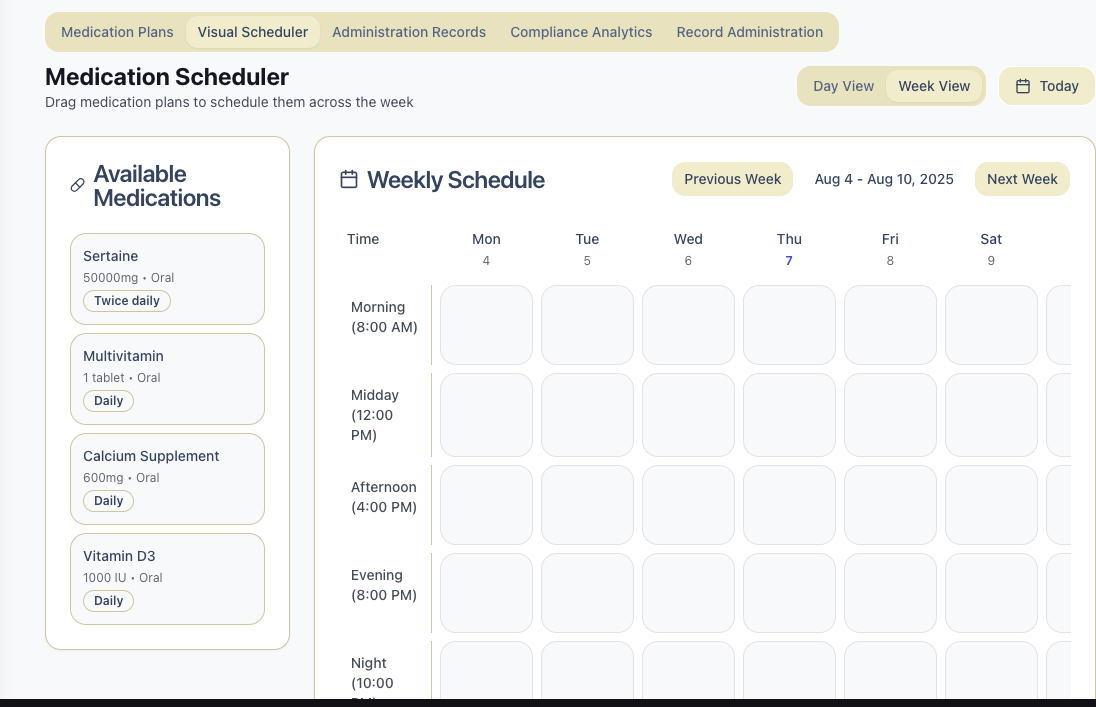 Medication Plans Visual Scheduler Administration Records Compliance Analytics Record Administration
Medication Scheduler
Drag medication plans to schedule them across the week
Day View Week View Today
Available
Medications
Sertaine
50000mg • Oral
Twice daily
Multivitamin
1 tablet • Oral
Daily
Calcium Supplement
600mg • Oral
Daily
Vitamin D3
1000 IU • Oral
Daily
Weekly Schedule Previous Week Aug 4 - Aug 10, 2025 Next Week
Time Mon Tue Wed Thu Fri Sat
4 5 6 7 8 9
Morning
(8:00 AM)
Midday
(12:00
PM)
Afternoon
(4:00 PM)
Evening
(8:00 PM)
Night
(10:00